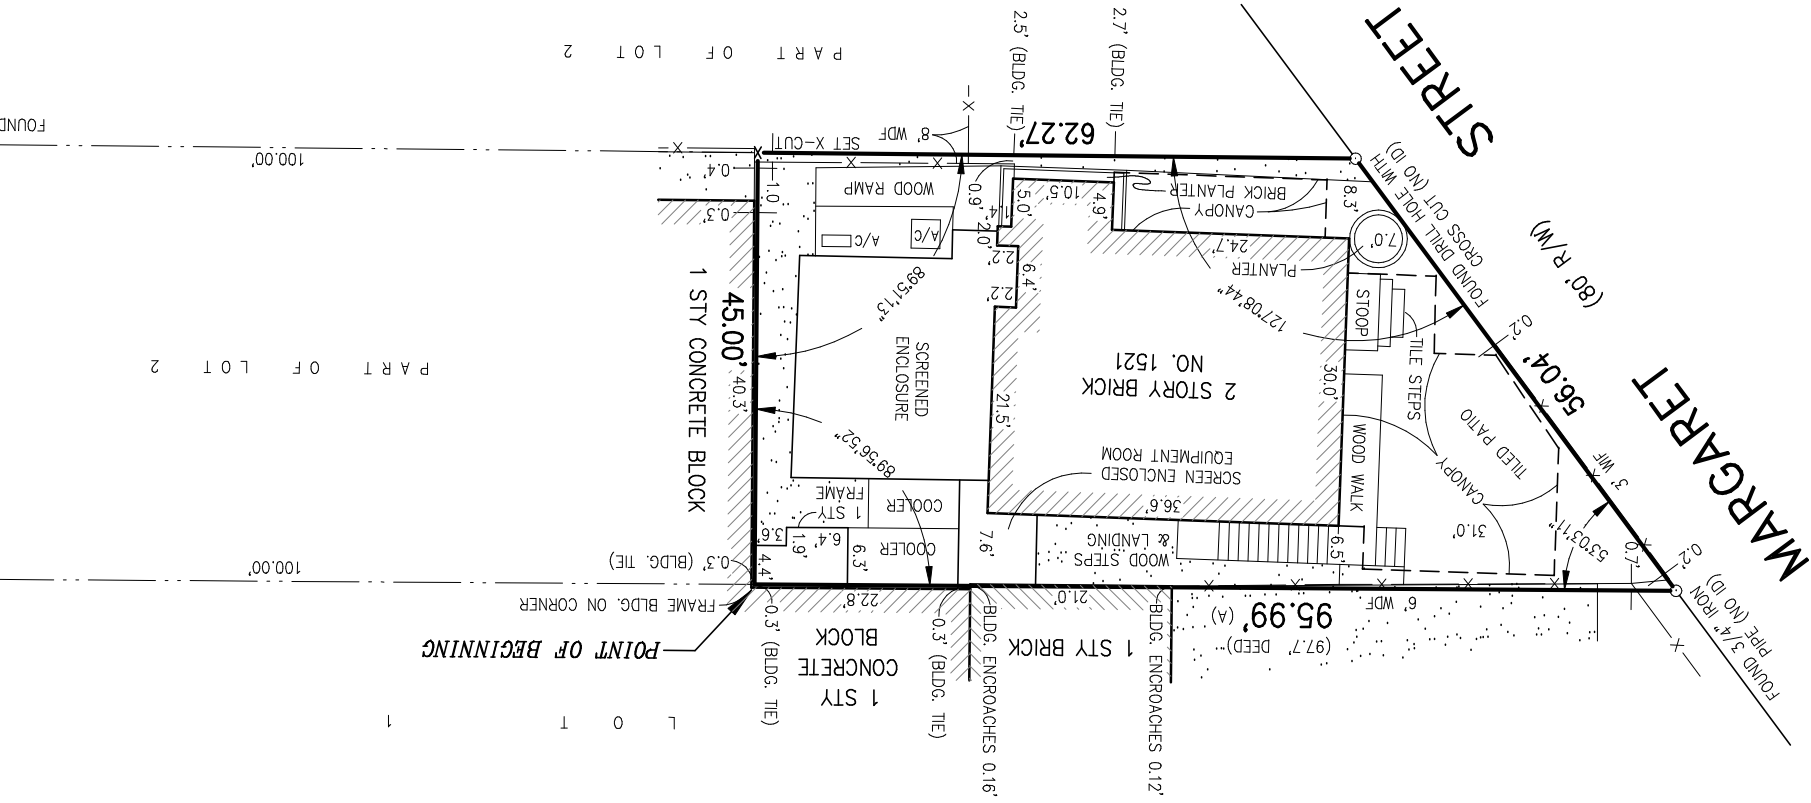 MARGARET
STREET
(80' R/W)
FOUND 3/4" IRON
PIPE (NO ID)
FOUND DRILL HOLE WITH
CROSS CUT (NO ID)
POINT OF BEGINNING
FRAME BLDG. ON CORNER
0.3' (BLDG. TIE)
0.3' (BLDG. TIE)
0.3' (BLDG. TIE)
L O T 1
1 STY
CONCRETE
BLOCK
22.8'
1 STY BRICK
21.0'
BLDG. ENCROACHES 0.16'
BLDG. ENCROACHES 0.12'
(97.7' DEED)
95.99' (A)
6' WDF
100.00'
0.7'
0.2'
53°03'11"
3' WF
56.04'
0.2'
31.0'
CANOPY
TILED PATIO
TILE STEPS
WOOD WALK
STOOP
6.5'
WOOD STEPS
& LANDING
7.6'
COOLER
COOLER
6.3'
6.4'
1.9'
3.6'
4.4'
1 STY
FRAME
36.6'
SCREEN ENCLOSED
EQUIPMENT ROOM
2 STORY BRICK
NO. 1521
30.0'
21.5'
SCREENED
ENCLOSURE
89°56'52"
89°51'13"
127°08'44"
45.00'
40.3'
1 STY CONCRETE BLOCK
PART OF LOT 2
2.2'
6.4'
2.2'
2.0'
1.4'
5.0'
0.9'
10.5'
4.9'
24.7'
PLANTER
7.0'
8.3'
CANOPY
BRICK PLANTER
A/C
A/C
WOOD RAMP
1.0
0.3'
0.4'
SET X-CUT
8' WDF
62.27'
2.5' (BLDG. TIE)
2.7' (BLDG. TIE)
100.00'
FOUND
PART OF LOT 2